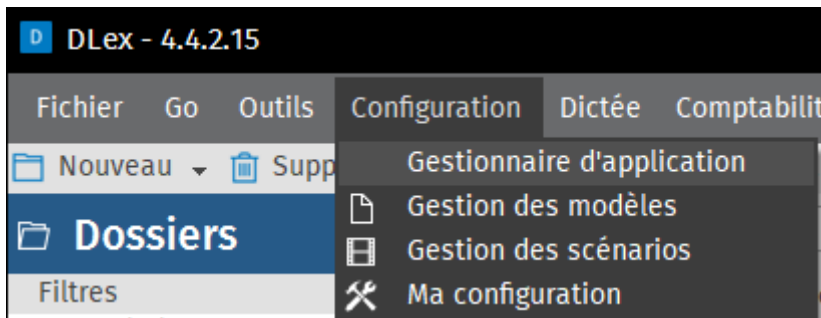 DLex - 4.4.2.15
Fichier Go Outils Configuration Dictée
Nouveau
Gestionnaire d'application
Gestion des modèles
Dossiers
Gestion des scénarios
Filtres
Ma configuration